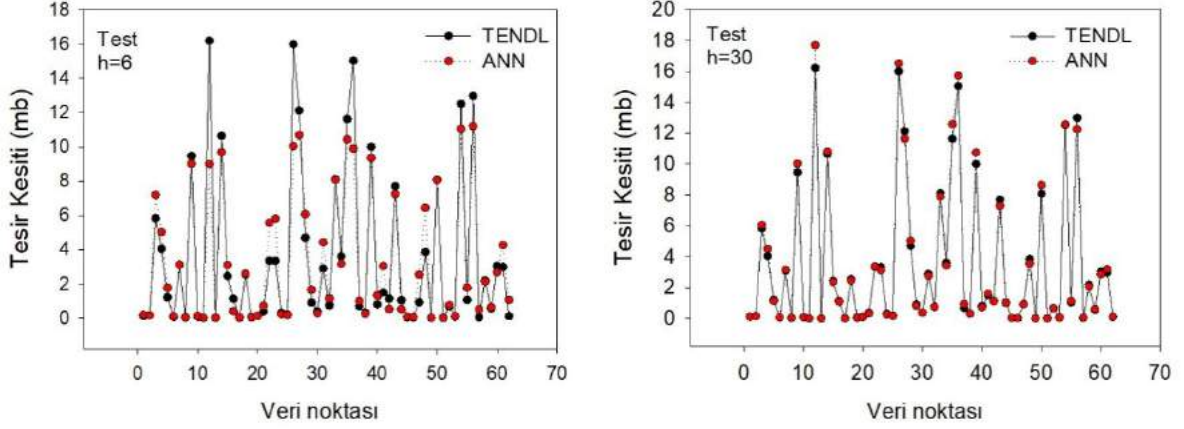 Test
h=6
TENDL
ANN
Tesir Kesiti (mb)
18
16
14
12
10
8
6
4
2
0
0 10 20 30 40 50 60 70
Veri noktası
Test
h=30
TENDL
ANN
Tesir Kesiti (mb)
20
18
16
14
12
10
8
6
4
2
0
0 10 20 30 40 50 60 70
Veri noktası